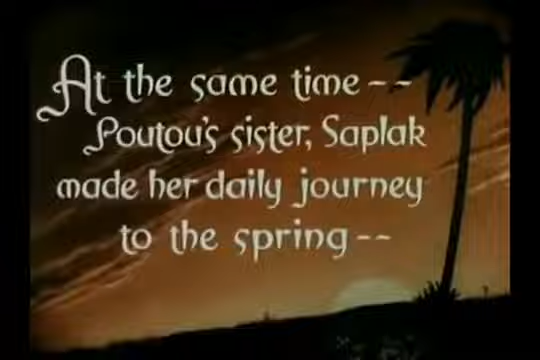 At the same time--
Poutou's sister, Saplak
made her daily journey
to the spring--